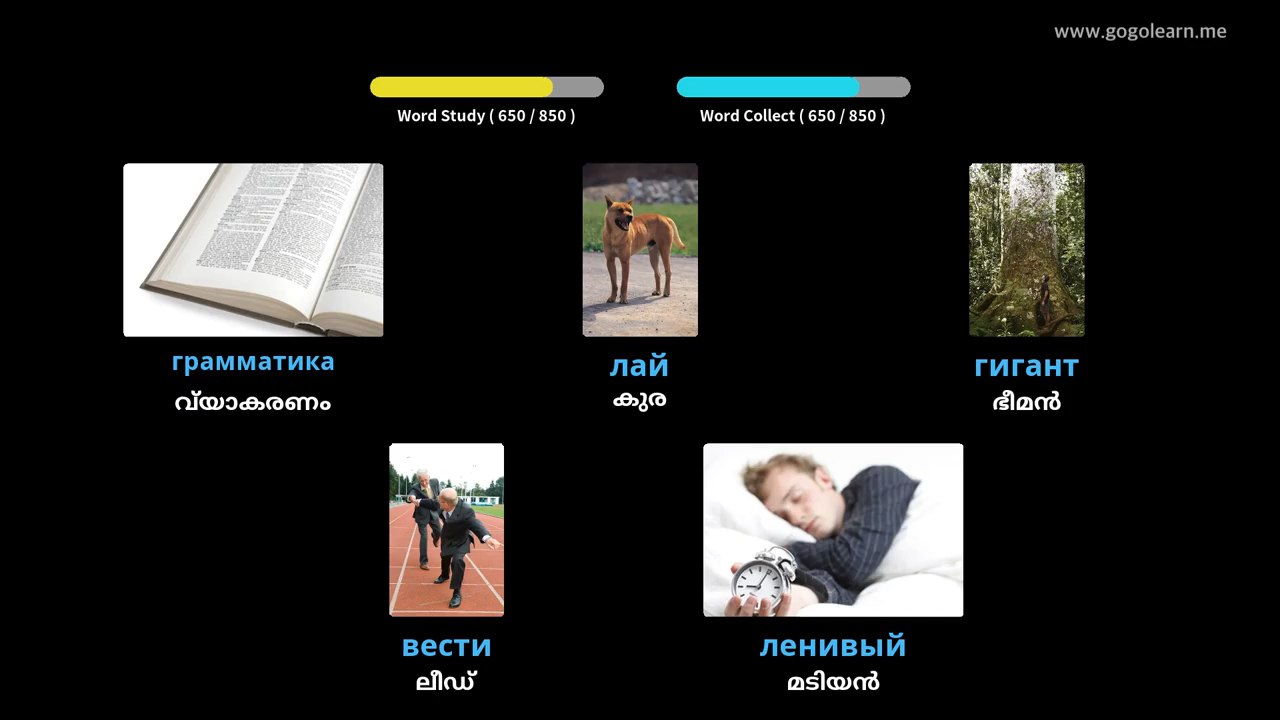 www.gogolearn.me
Word Study ( 650 / 850 )
Word Collect ( 650 / 850 )
грамматика
വ്യാകരണം
лай
കുര
гигант
ഭീമൻ
вести
ലീഡ്
ленивый
മടിയൻ